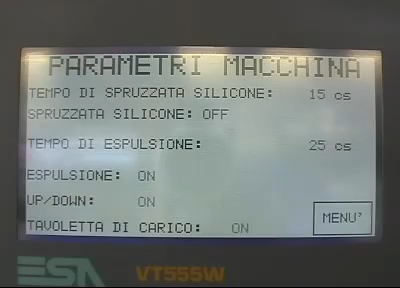 PARAMETRI MACCHINA
TEMPO DI SPRUZZATA SILICONE: 15 cs
SPRUZZATA SILICONE: OFF
TEMPO DI ESPULSIONE: 25 cs
ESPULSIONE: ON
UP/DOWN: ON
TAVOLETTA DI CARICO: ON
MENU'
ESA VT555W